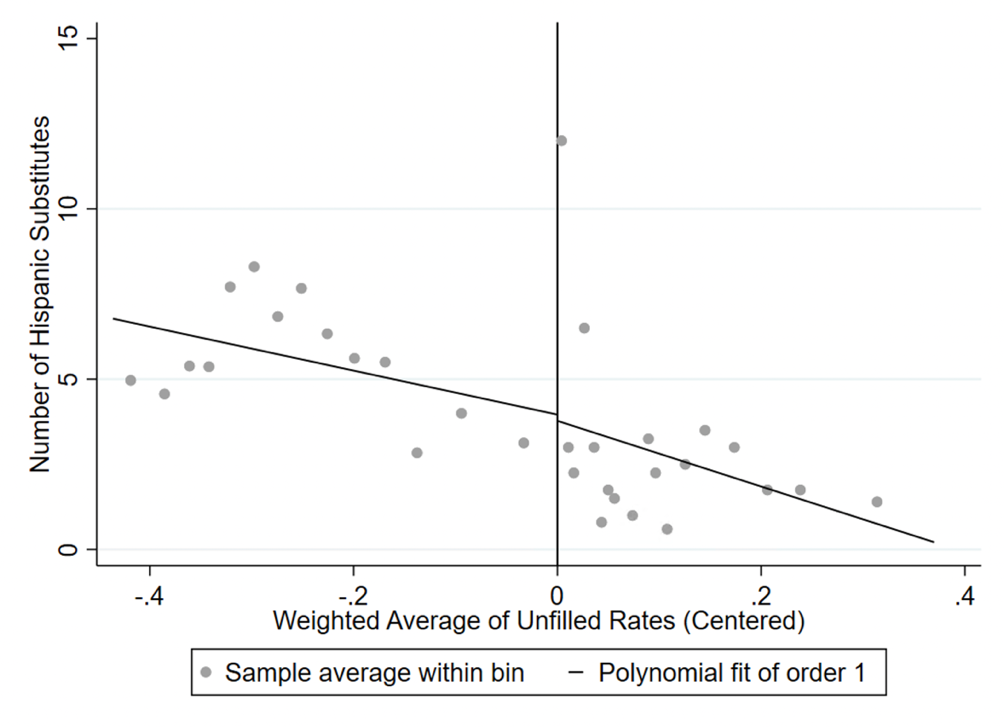 15
10
5
0
Number of Hispanic Substitutes
-.4
-.2
0
.2
.4
Weighted Average of Unfilled Rates (Centered)
Sample average within bin
Polynomial fit of order 1